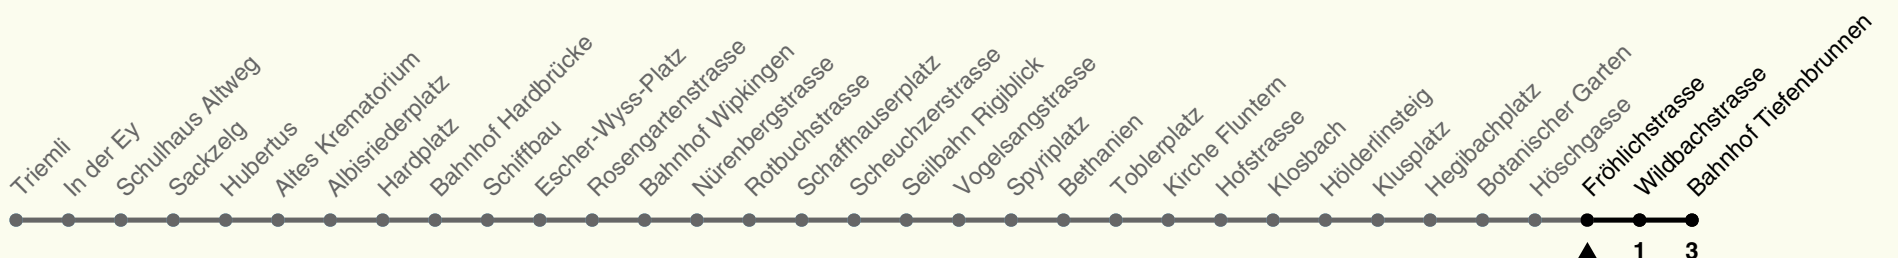 Triemli
In der Ey
Schulhaus Altweg
Sackzelg
Hubertus
Altes Krematorium
Albisriederplatz
Hardplatz
Bahnhof Hardbrücke
Schiffbau
Escher-Wyss-Platz
Rosengartenstrasse
Bahnhof Wipkingen
Nürenbergstrasse
Rotbuchstrasse
Schaffhauserplatz
Scheuchzerstrasse
Seilbahn Rigiblick
Vogelsangstrasse
Spyriplatz
Bethanien
Toblerplatz
Kirche Fluntern
Hofstrasse
Klosbach
Hölderlinsteig
Klusplatz
Hegibachplatz
Botanischer Garten
Höschgasse
Fröhlichstrasse
Wildbachstrasse
Bahnhof Tiefenbrunnen
1 3